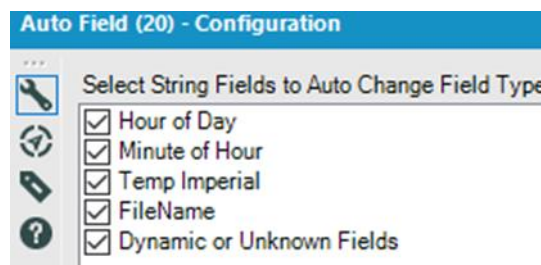 Auto Field (20) - Configuration
Select String Fields to Auto Change Field Type
Hour of Day
Minute of Hour
Temp Imperial
FileName
Dynamic or Unknown Fields